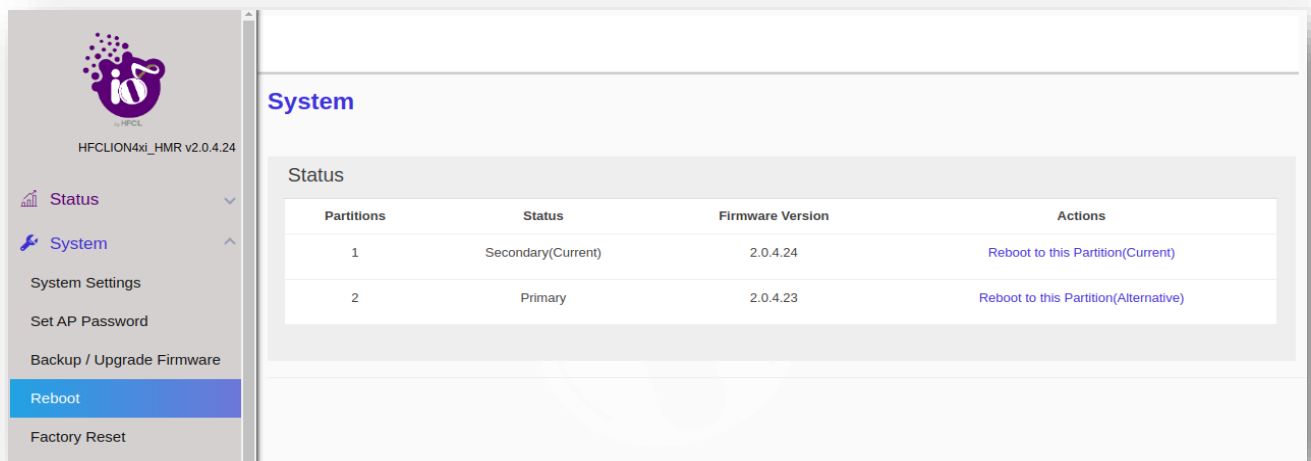 io
by HFCL
HFCLION4xi_HMR v2.0.4.24
Status
System
System Settings
Set AP Password
Backup / Upgrade Firmware
Reboot
Factory Reset
System
Status
Partitions Status Firmware Version Actions
1 Secondary(Current) 2.0.4.24 Reboot to this Partition(Current)
2 Primary 2.0.4.23 Reboot to this Partition(Alternative)